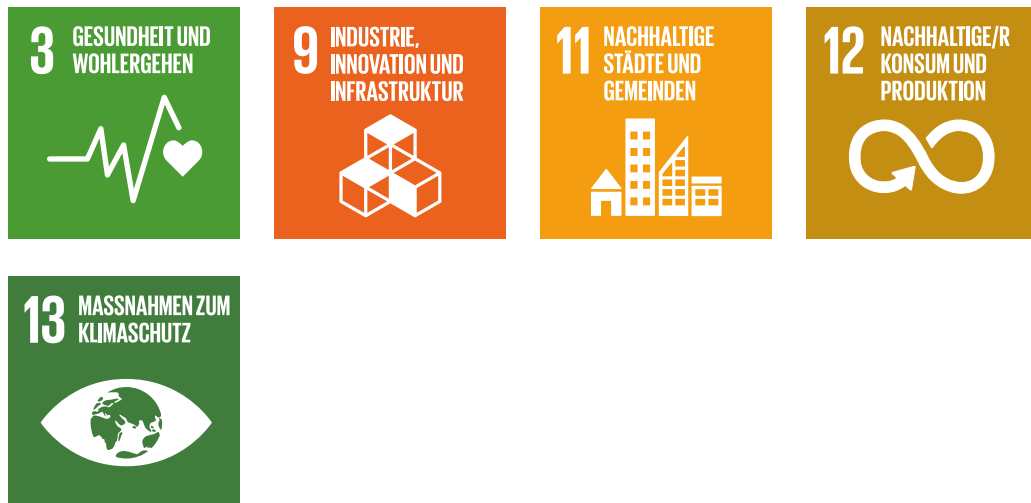 3 GESUNDHEIT UND
WOHLERGEHEN
9 INDUSTRIE,
INNOVATION UND
INFRASTRUKTUR
11 NACHHALTIGE
STÄDTE UND
GEMEINDEN
12 NACHHALTIGE/R
KONSUM UND
PRODUKTION
13 MASSNAHMEN ZUM
KLIMASCHUTZ